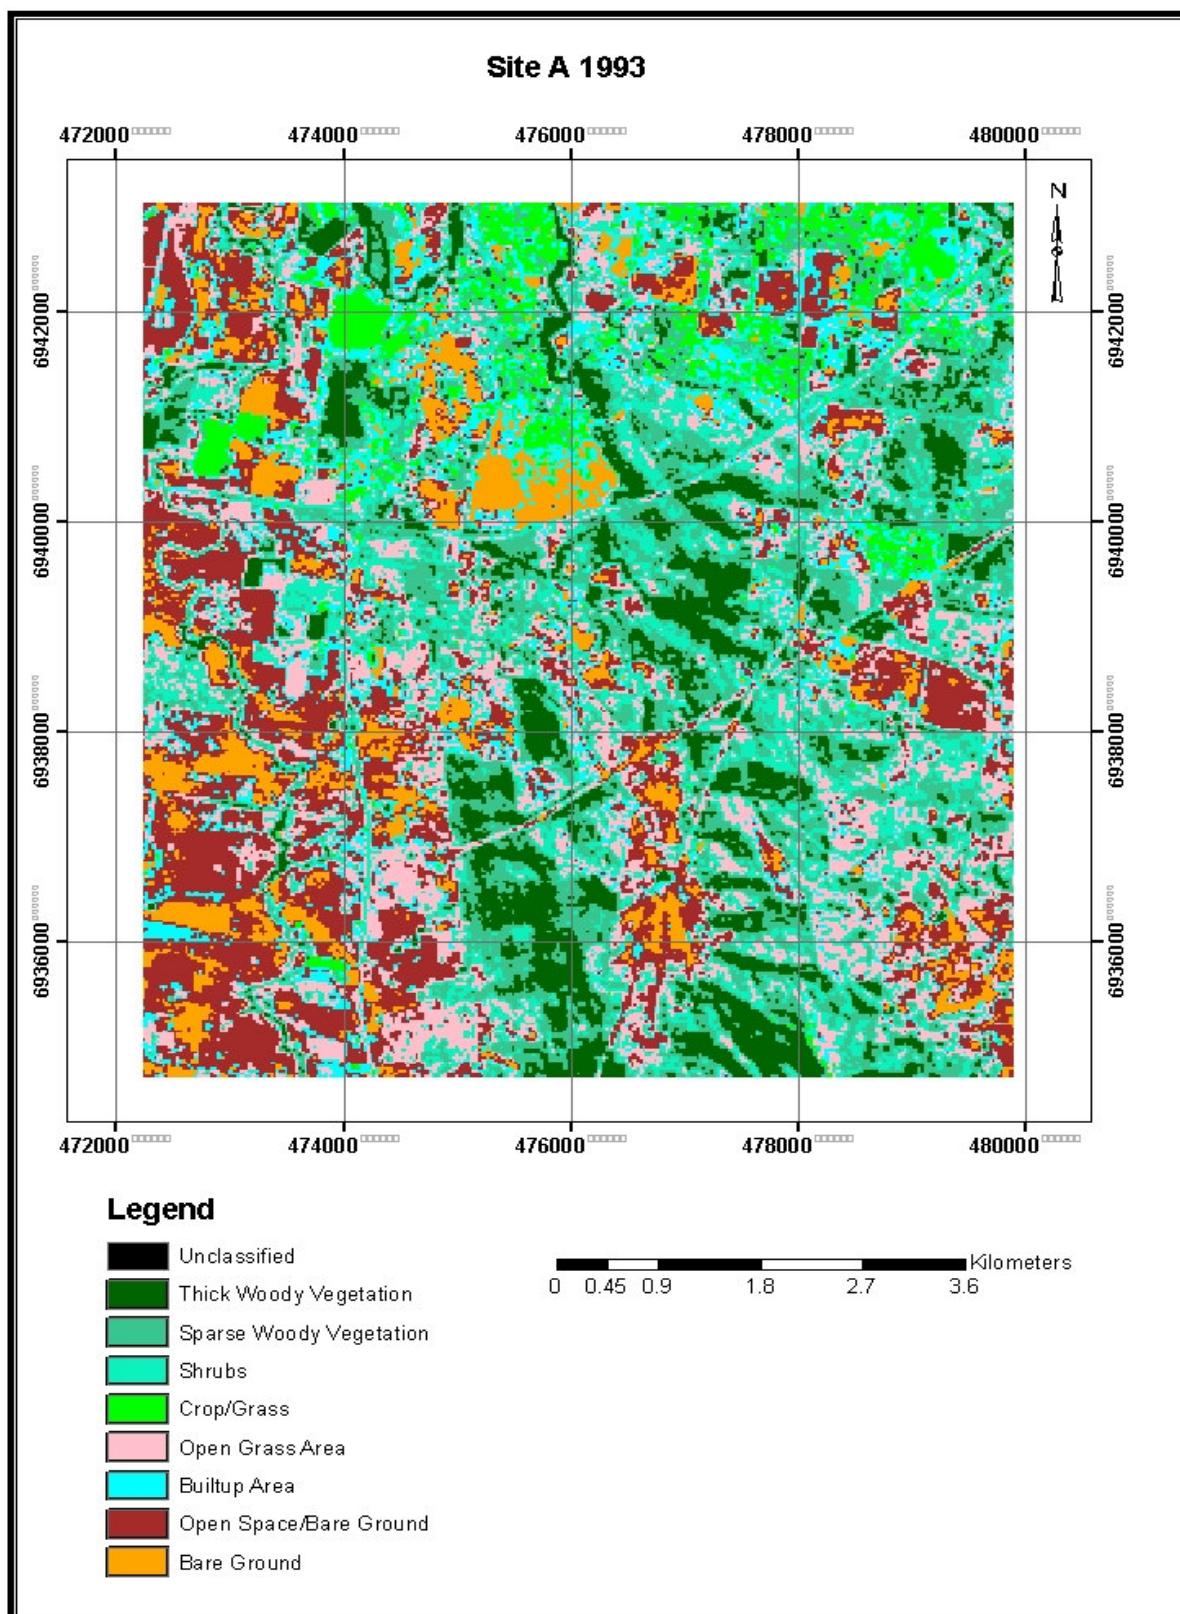 Site A 1993
472000 474000 476000 478000 480000
N
6942000 6942000
6940000 6940000
6938000 6938000
6936000 6936000
472000 474000 476000 478000 480000
Legend
Unclassified
Thick Woody Vegetation
Sparse Woody Vegetation
Shrubs
Crop/Grass
Open Grass Area
Builtup Area
Open Space/Bare Ground
Bare Ground
Kilometers
0 0.45 0.9 1.8 2.7 3.6